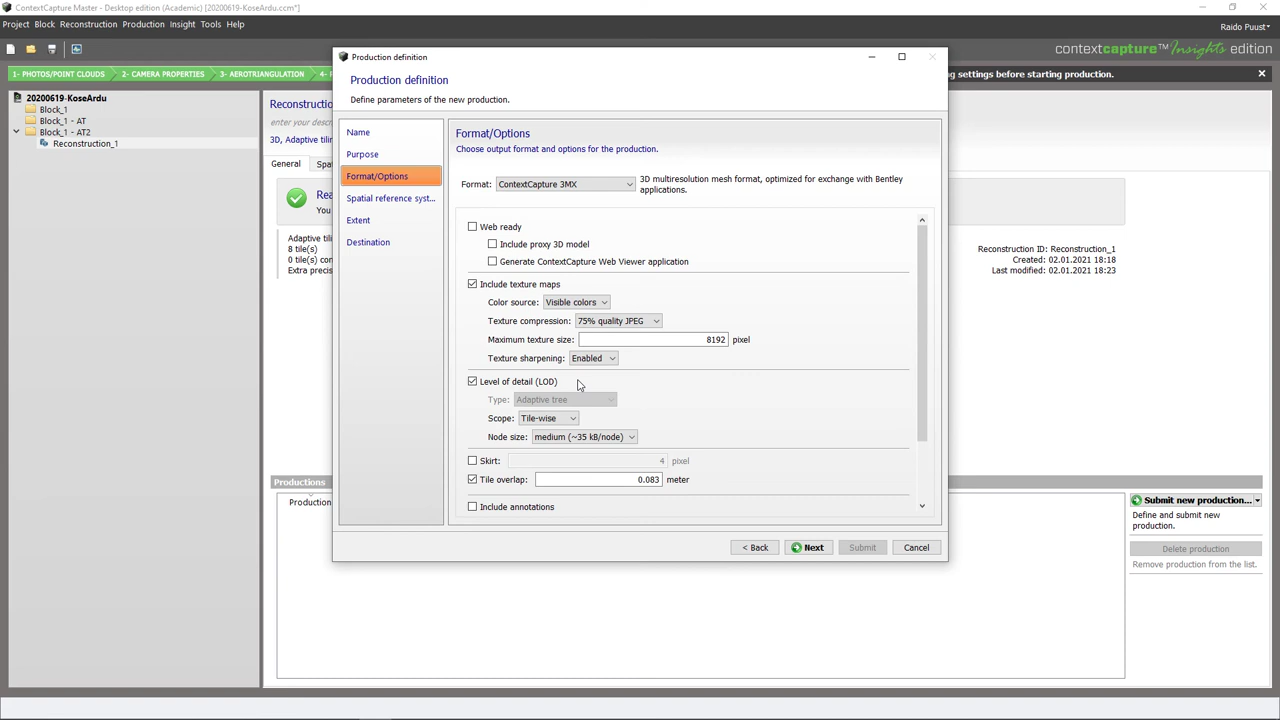 ContextCapture Master - Desktop edition (Academic) [20200619-KoseArdu.ccm*]
Project Block Reconstruction Production Insight Tools Help
Raido Puust
contextcapture™ Insights edition
1- PHOTOS/POINT CLOUDS 2- CAMERA PROPERTIES 3- AEROTRIANGULATION 4-
ng settings before starting production.
20200619-KoseArdu
Block_1
Block_1 - AT
Block_1 - AT2
Reconstruction_1
Reconstructio
enter your descr
3D, Adaptive tilin
General Spat
Rea
You
Adaptive tili
8 tile(s)
0 tile(s) con
Extra precis
Reconstruction ID: Reconstruction_1
Created: 02.01.2021 18:18
Last modified: 02.01.2021 18:23
Production definition
Production definition
Define parameters of the new production.
Name
Purpose
Format/Options
Spatial reference syst...
Extent
Destination
Format/Options
Choose output format and options for the production.
Format: ContextCapture 3MX 3D multiresolution mesh format, optimized for exchange with Bentley
applications.
Web ready
Include proxy 3D model
Generate ContextCapture Web Viewer application
Include texture maps
Color source: Visible colors
Texture compression: 75% quality JPEG
Maximum texture size: 8192 pixel
Texture sharpening: Enabled
Level of detail (LOD)
Type: Adaptive tree
Scope: Tile-wise
Node size: medium (~35 kB/node)
Skirt: 4 pixel
Tile overlap: 0.083 meter
Include annotations
< Back Next Submit Cancel
Productions
Production
Submit new production...
Define and submit new
production.
Delete production
Remove production from the list.